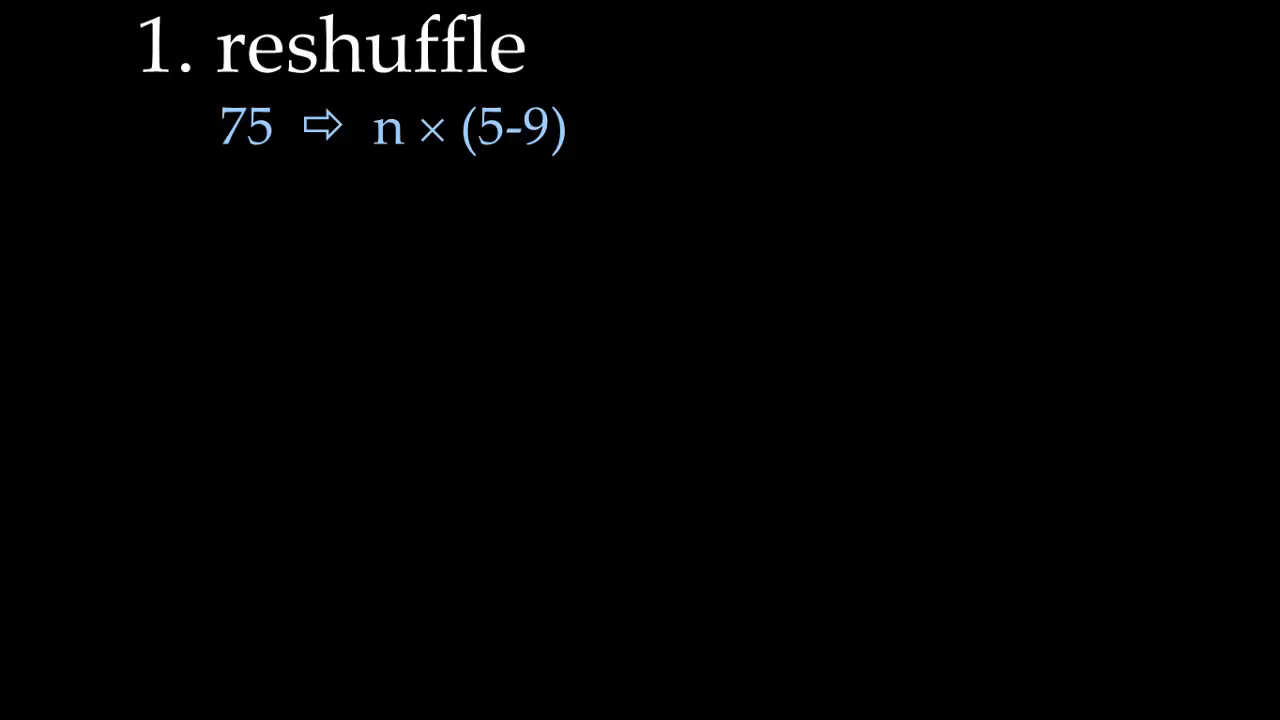 1. reshuffle
75 ⇨ n × (5-9)